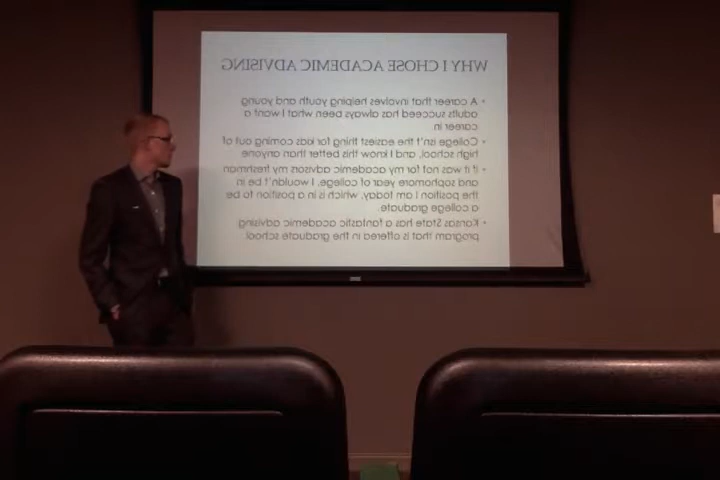 WHY I CHOSE ACADEMIC ADVISING
• A career that involves helping youth and young
adults succeed has always been what I want a
career in.
• College isn't the easiest thing for kids coming out of
high school, and I know this better than anyone
• If it was not for my academic advisors my freshman
and sophomore year of college, I wouldn't be in
the position I am today, which is in a position to be
a college graduate.
• Kansas State has a fantastic academic advising
program that is offered in the graduate school